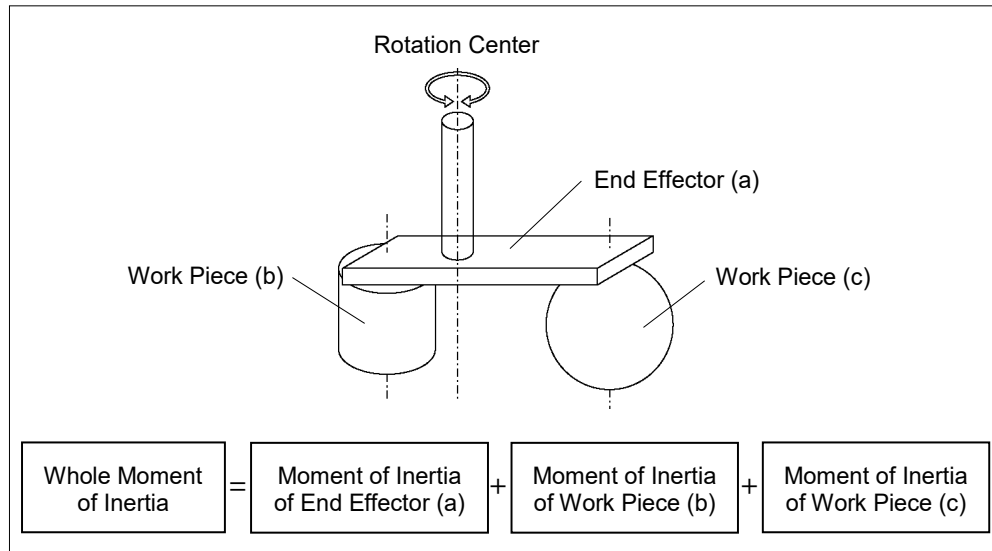 Rotation Center
End Effector (a)
Work Piece (b)
Work Piece (c)
Whole Moment
of Inertia
=
Moment of Inertia
of End Effector (a)
+
Moment of Inertia
of Work Piece (b)
+
Moment of Inertia
of Work Piece (c)